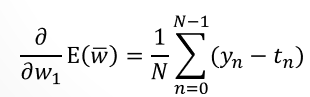 ∂/∂w₁ E(w̅) = 1/N ∑_{n=0}^{N−1} (yₙ − tₙ)